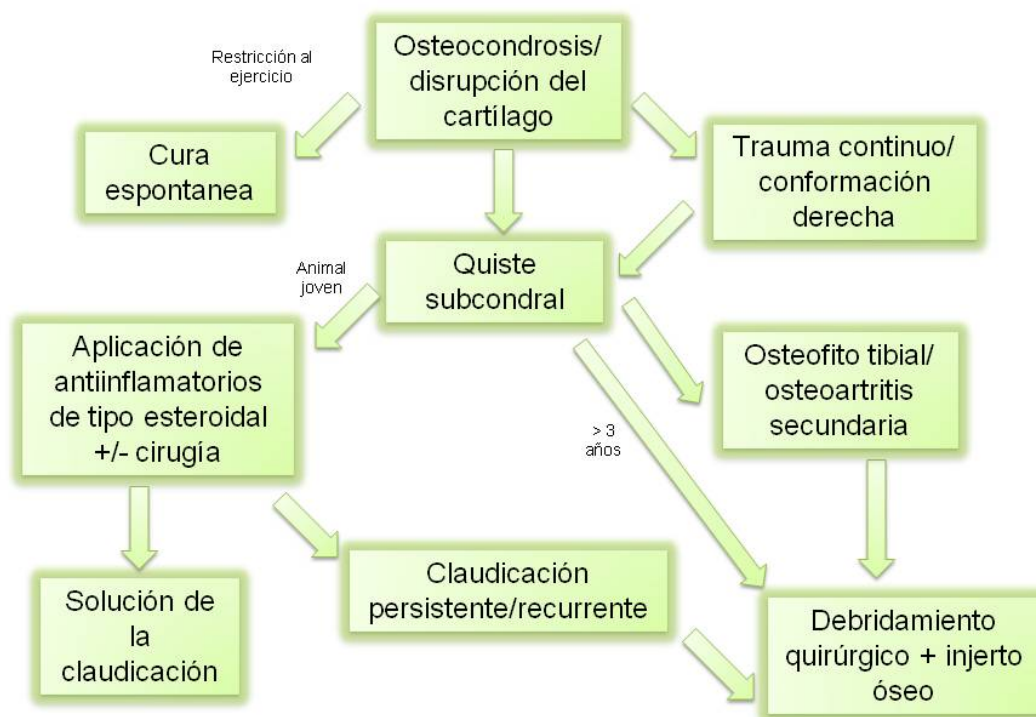 Restricción al
ejercicio
Osteocondrosis/
disrupción del
cartílago
Cura
espontanea
Trauma continuo/
conformación
derecha
Animal
joven
Quiste
subcondral
Aplicación de
antiinflamatorios
de tipo esteroidal
+/- cirugía
Osteofito tibial/
osteoartritis
secundaria
> 3
años
Solución de
la
claudicación
Claudicación
persistente/recurrente
Debridamiento
quirúrgico + injerto
óseo